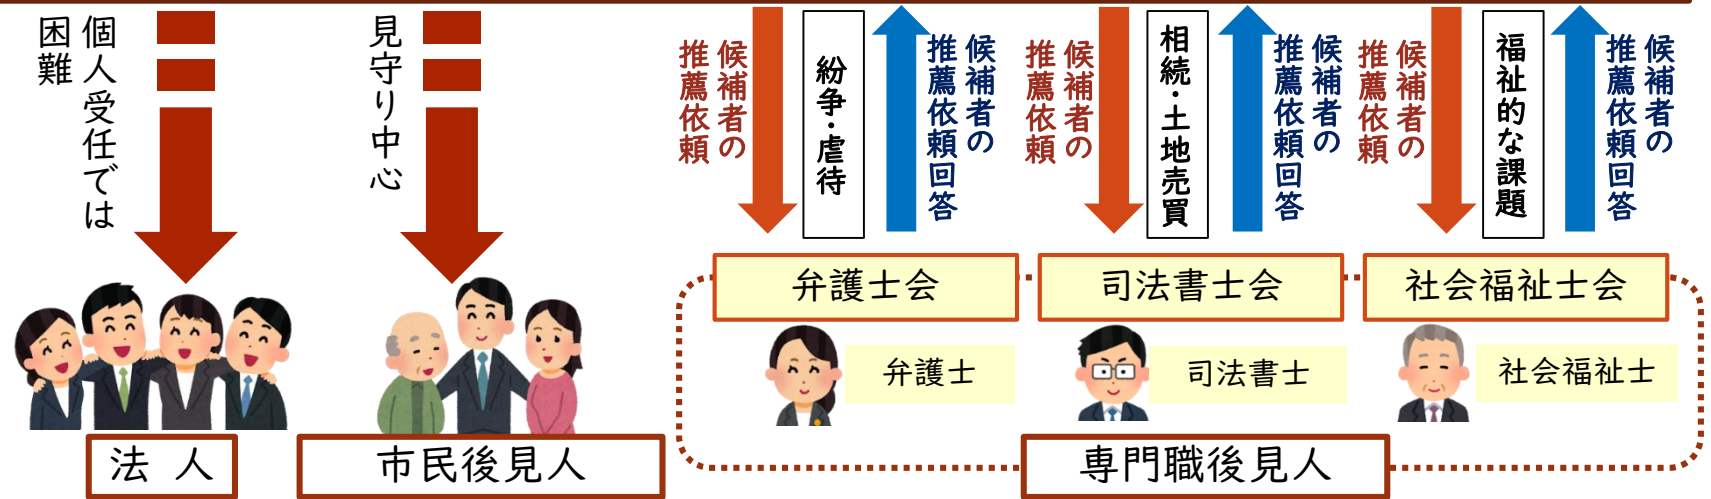 個人受任では
困難
見守り中心
候補者の
推薦依頼
紛争・虐待
候補者の
推薦依頼回答
候補者の
推薦依頼
相続・土地売買
候補者の
推薦依頼回答
候補者の
推薦依頼
福祉的な課題
候補者の
推薦依頼回答
弁護士会
司法書士会
社会福祉士会
弁護士
司法書士
社会福祉士
法 人
市民後見人
専門職後見人